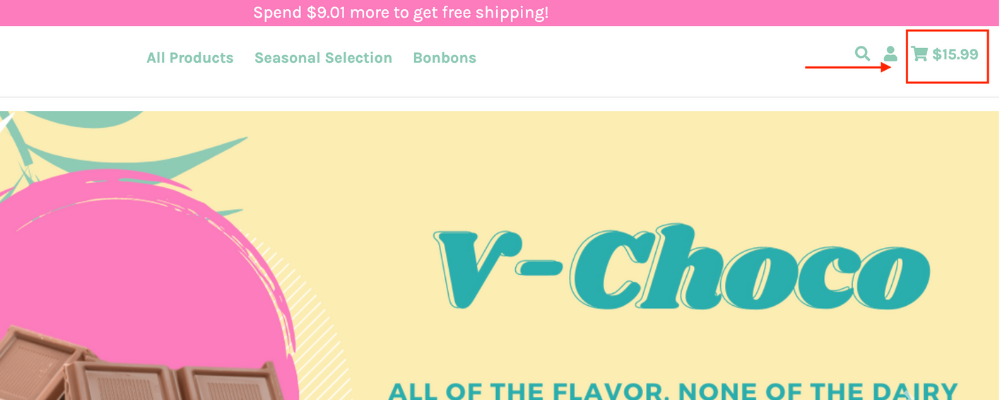 Spend $9.01 more to get free shipping!
All Products Seasonal Selection Bonbons $15.99
V-Choco
ALL OF THE FLAVOR, NONE OF THE DAIRY